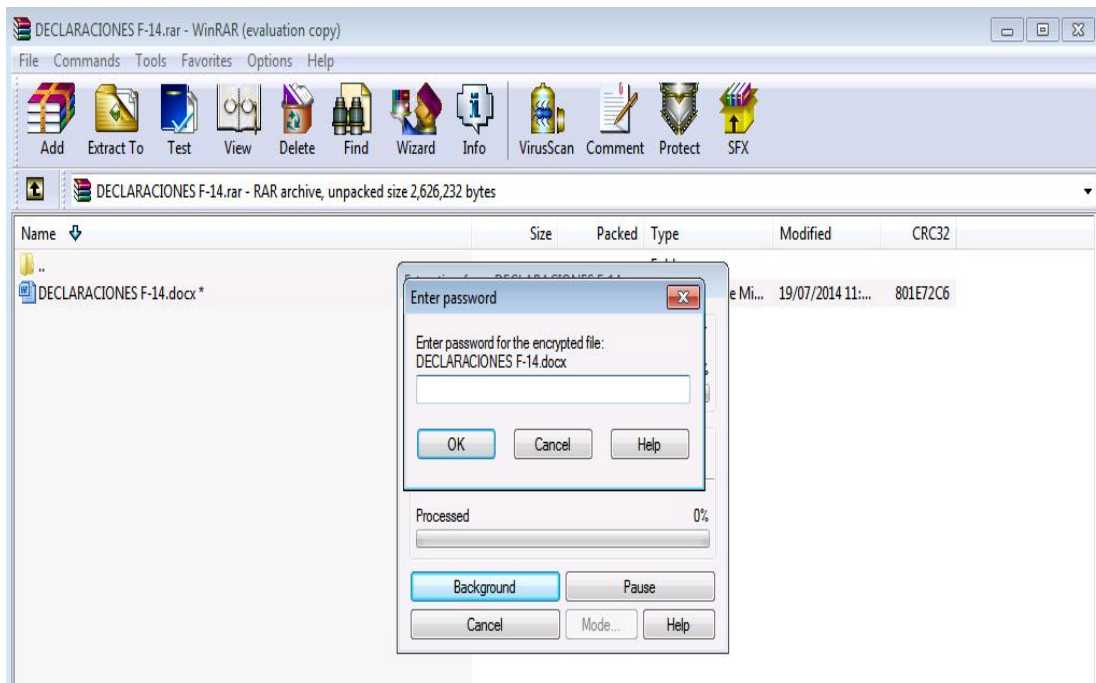 DECLARACIONES F-14.rar - WinRAR (evaluation copy)
File Commands Tools Favorites Options Help
Add Extract To Test View Delete Find Wizard Info VirusScan Comment Protect SFX
DECLARACIONES F-14.rar - RAR archive, unpacked size 2,626,232 bytes
Name Size Packed Type Modified CRC32
..
DECLARACIONES F-14.docx * e Mi... 19/07/2014 11:... 801E72C6
Enter password
Enter password for the encrypted file:
DECLARACIONES F-14.docx
OK Cancel Help
Processed 0%
Background Pause
Cancel Mode... Help